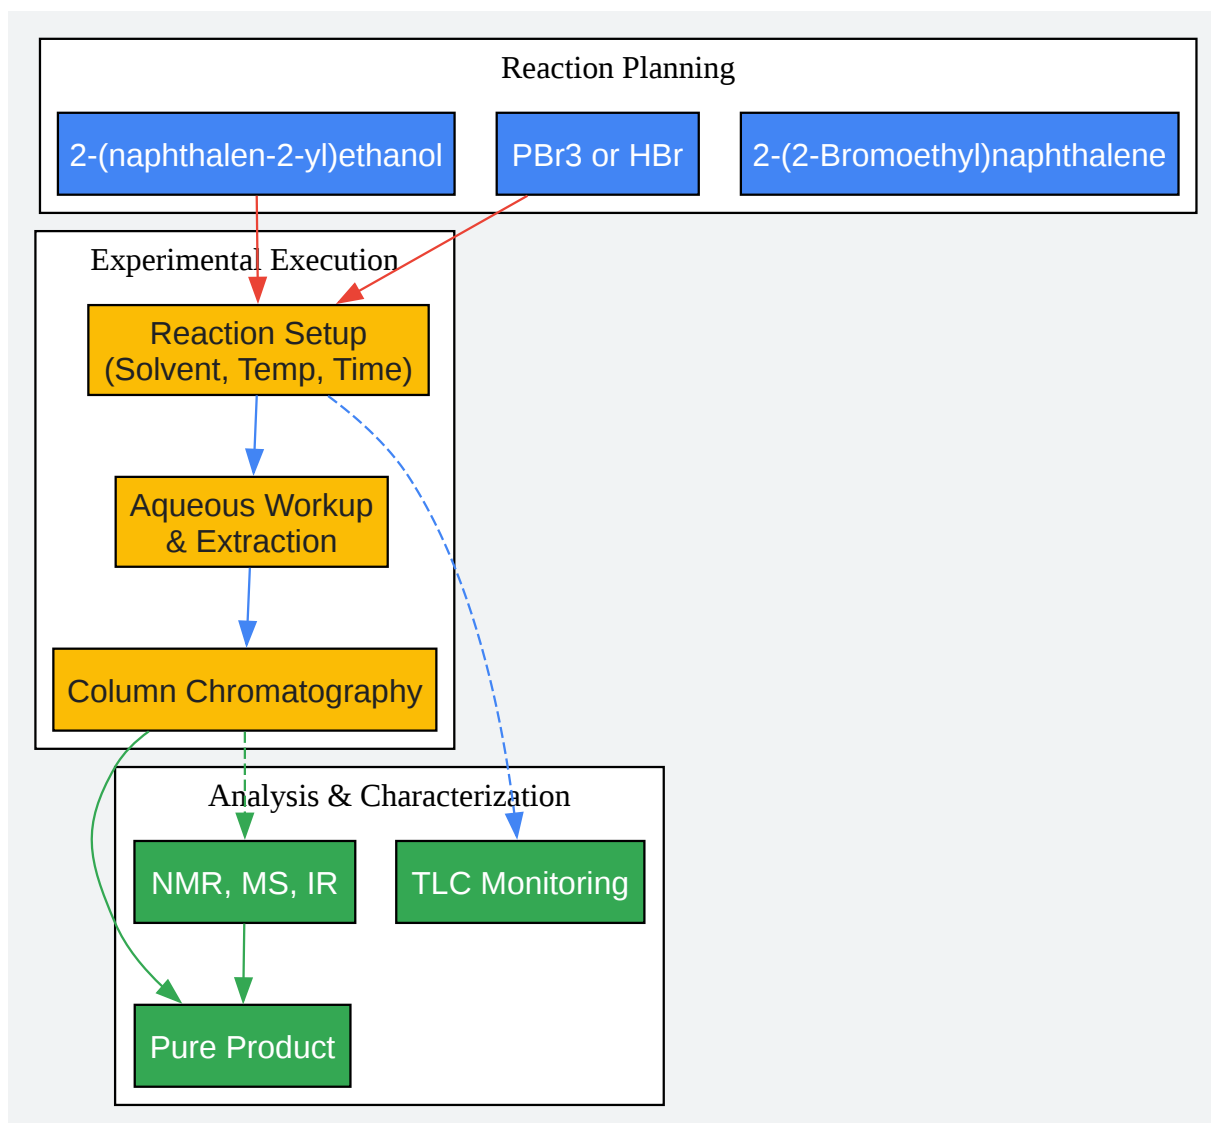 Reaction Planning
2-(naphthalen-2-yl)ethanol
PBr3 or HBr
2-(2-Bromoethyl)naphthalene
Experimental Execution
Reaction Setup
(Solvent, Temp, Time)
Aqueous Workup
& Extraction
Column Chromatography
Analysis & Characterization
NMR, MS, IR
TLC Monitoring
Pure Product